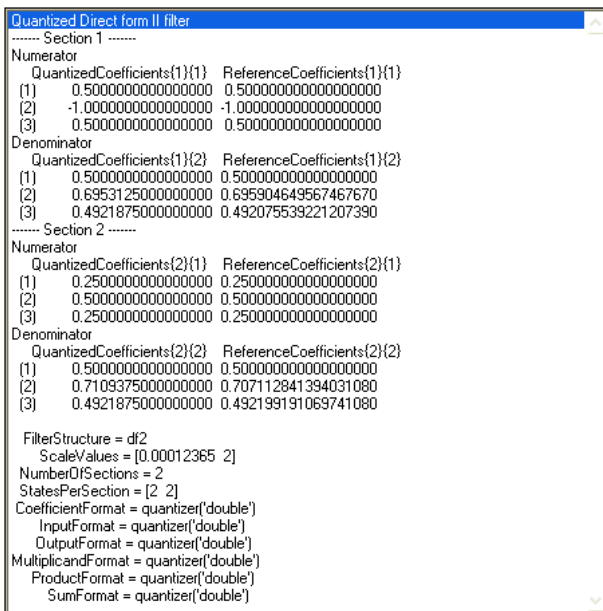 Quantized Direct form II filter
------- Section 1 -------
Numerator
QuantizedCoefficients{1}{1} ReferenceCoefficients{1}{1}
(1) 0.5000000000000000 0.500000000000000000
(2) -1.0000000000000000 -1.000000000000000000
(3) 0.5000000000000000 0.500000000000000000
Denominator
QuantizedCoefficients{1}{2} ReferenceCoefficients{1}{2}
(1) 0.5000000000000000 0.500000000000000000
(2) 0.6953125000000000 0.695904649567467670
(3) 0.4921875000000000 0.492075539221207390
------- Section 2 -------
Numerator
QuantizedCoefficients{2}{1} ReferenceCoefficients{2}{1}
(1) 0.2500000000000000 0.250000000000000000
(2) 0.5000000000000000 0.500000000000000000
(3) 0.2500000000000000 0.250000000000000000
Denominator
QuantizedCoefficients{2}{2} ReferenceCoefficients{2}{2}
(1) 0.5000000000000000 0.500000000000000000
(2) 0.7109375000000000 0.707112841394031080
(3) 0.4921875000000000 0.492199191069741080
FilterStructure = df2
ScaleValues = [0.00012365 2]
NumberOfSections = 2
StatesPerSection = [2 2]
CoefficientFormat = quantizer('double')
InputFormat = quantizer('double')
OutputFormat = quantizer('double')
MultiplicandFormat = quantizer('double')
ProductFormat = quantizer('double')
SumFormat = quantizer('double')